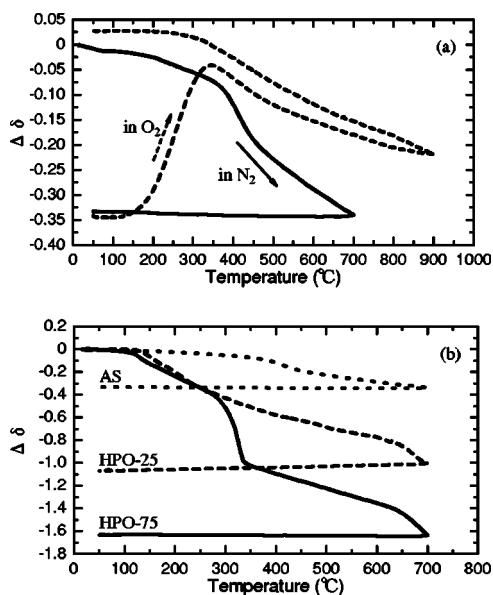 0.05
0
-0.05
-0.10
-0.15
-0.20
-0.25
-0.30
-0.35
-0.40
Δ δ
(a)
in O2
in N2
0 100 200 300 400 500 600 700 800 900 1000
Temperature (℃)
0.2
0
-0.2
-0.4
-0.6
-0.8
-1.0
-1.2
-1.4
-1.6
-1.8
Δ δ
(b)
AS
HPO-25
HPO-75
0 100 200 300 400 500 600 700 800
Temperature (℃)